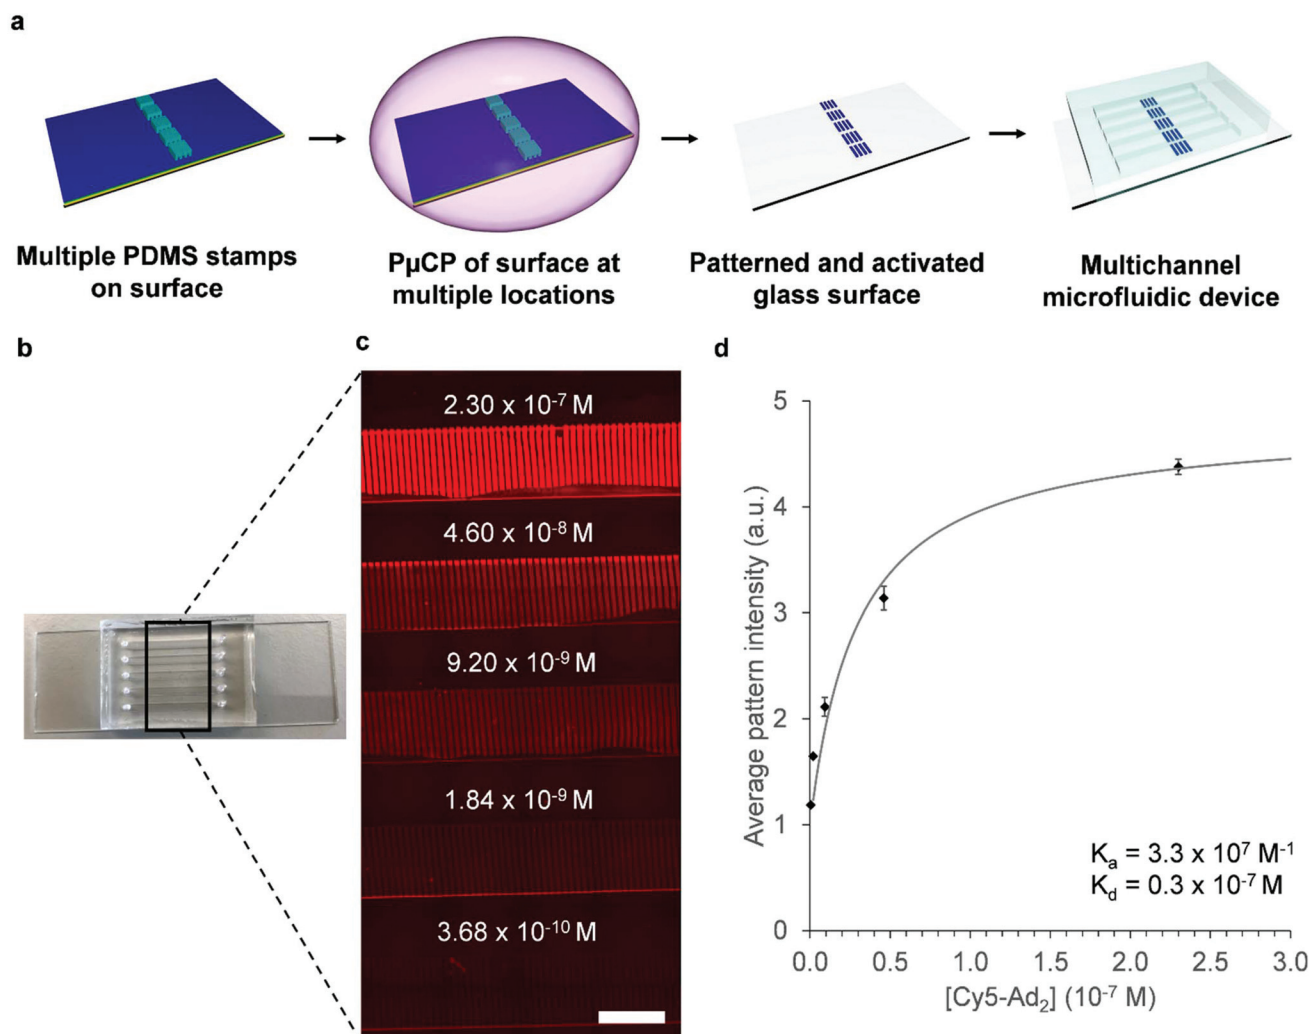 a
Multiple PDMS stamps
on surface
PµCP of surface at
multiple locations
Patterned and activated
glass surface
Multichannel
microfluidic device
b
c
2.30 x 10⁻⁷ M
4.60 x 10⁻⁸ M
9.20 x 10⁻⁹ M
1.84 x 10⁻⁹ M
3.68 x 10⁻¹⁰ M
d
Average pattern intensity (a.u.)
5
4
3
2
1
0
Kₐ = 3.3 x 10⁷ M⁻¹
K_d = 0.3 x 10⁻⁷ M
0.0 0.5 1.0 1.5 2.0 2.5 3.0
[Cy5-Ad₂] (10⁻⁷ M)